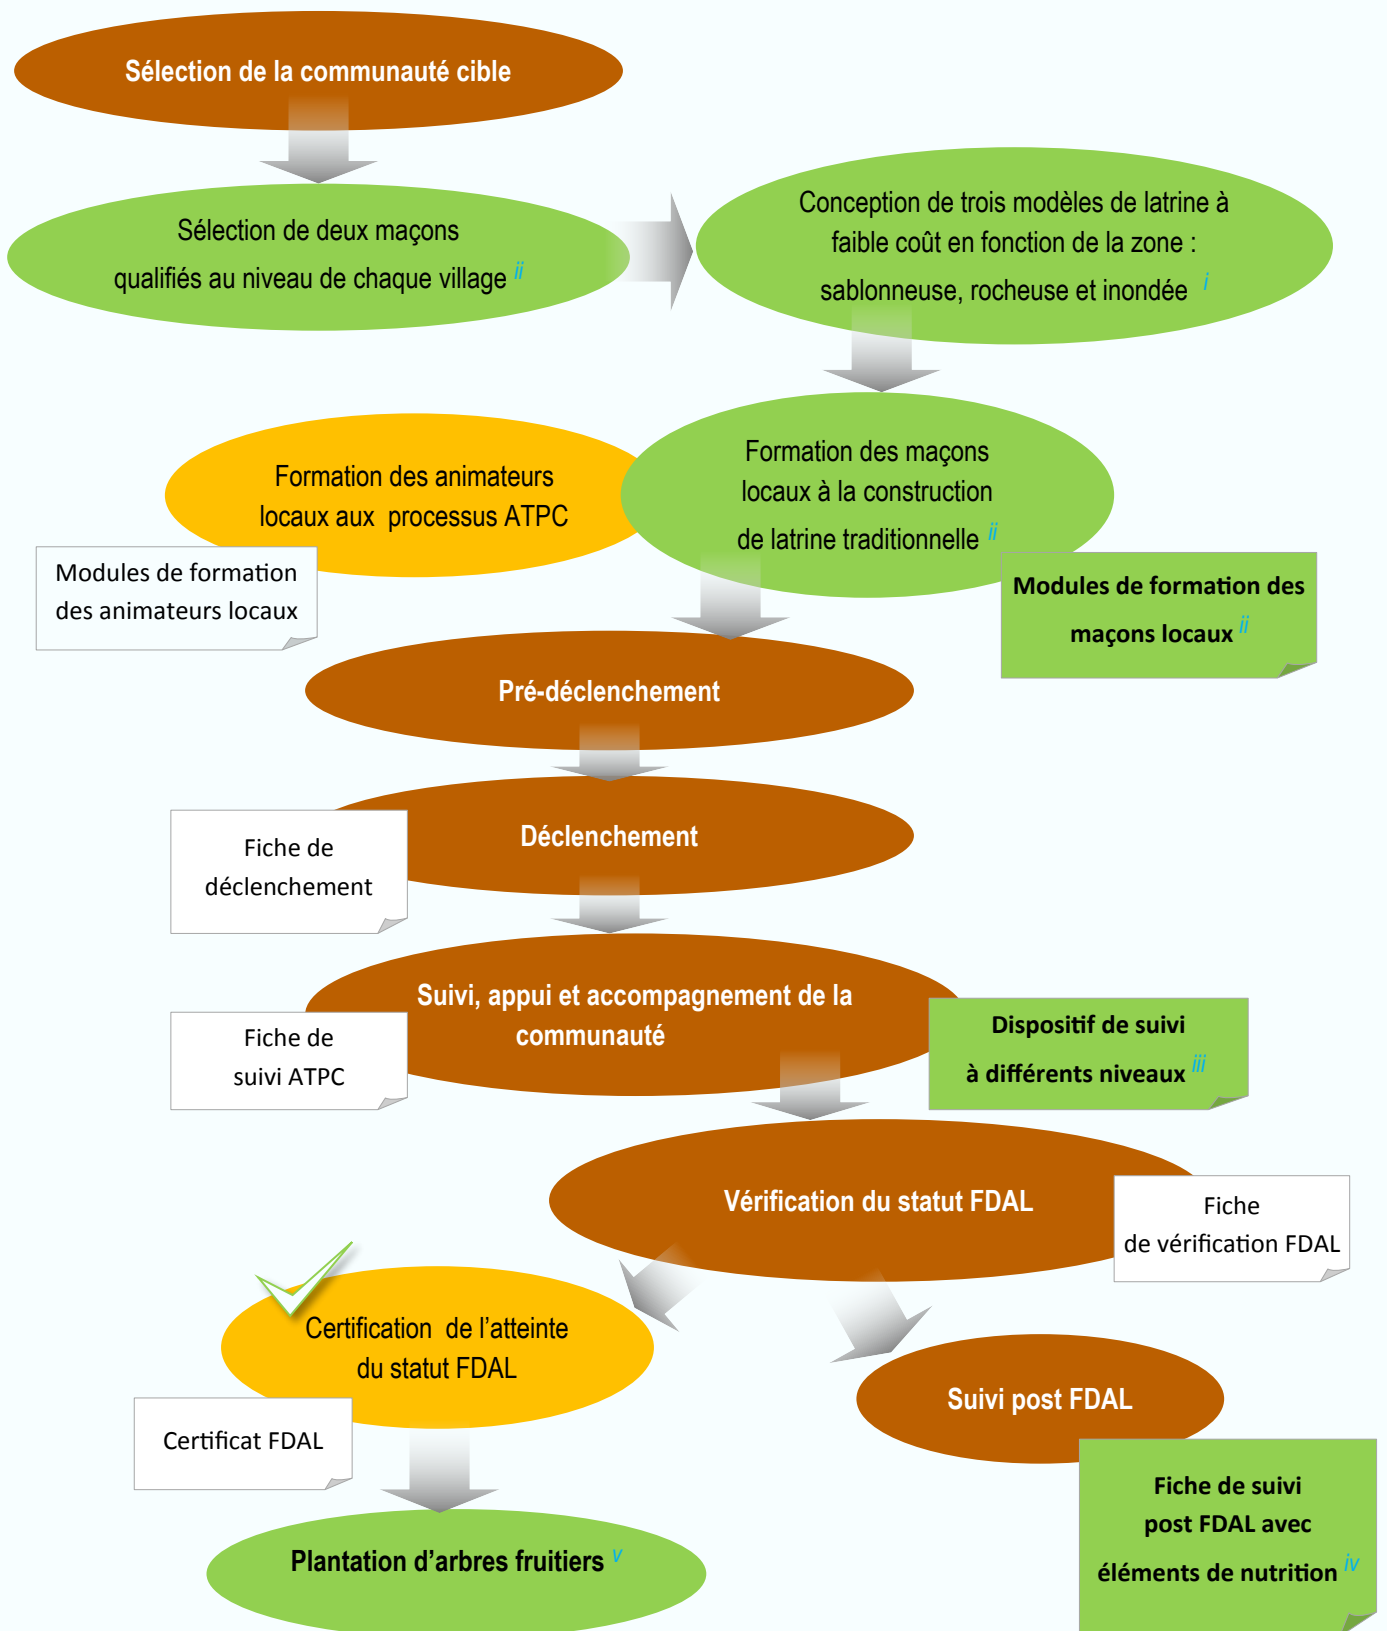 Sélection de la communauté cible
Sélection de deux maçons
qualifiés au niveau de chaque village ii
Conception de trois modèles de latrine à
faible coût en fonction de la zone :
sablonneuse, rocheuse et inondée i
Formation des animateurs
locaux aux processus ATPC
Formation des maçons
locaux à la construction
de latrine traditionnelle ii
Modules de formation
des animateurs locaux
Modules de formation des
maçons locaux ii
Pré-déclenchement
Déclenchement
Fiche de
déclenchement
Suivi, appui et accompagnement de la
communauté
Fiche de
suivi ATPC
Dispositif de suivi
à différents niveaux iii
Vérification du statut FDAL
Fiche
de vérification FDAL
Certification de l’atteinte
du statut FDAL
Suivi post FDAL
Certificat FDAL
Fiche de suivi
post FDAL avec
éléments de nutrition iv
Plantation d’arbres fruitiers v